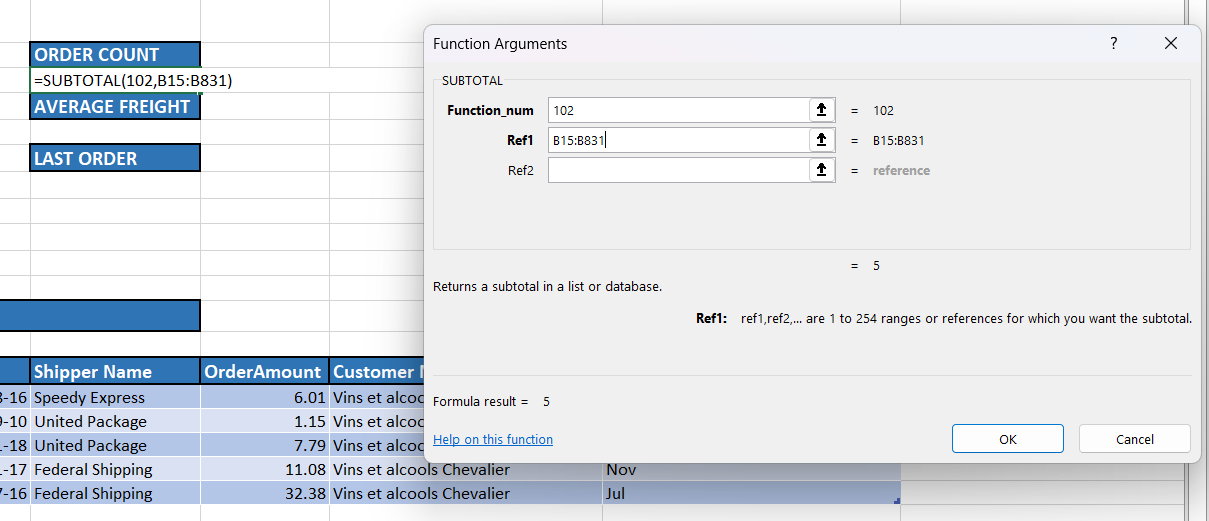 Function Arguments ? ×
ORDER COUNT
=SUBTOTAL(102,B15:B831)
AVERAGE FREIGHT
LAST ORDER
SUBTOTAL
Function_num 102 = 102
Ref1 B15:B831 = B15:B831
Ref2 = reference
= 5
Returns a subtotal in a list or database.
Ref1: ref1,ref2,... are 1 to 254 ranges or references for which you want the subtotal.
Formula result = 5
Help on this function
OK Cancel
Shipper Name OrderAmount Customer
-16 Speedy Express 6.01 Vins et alcoo
-10 United Package 1.15 Vins et alcoo
-18 United Package 7.79 Vins et alcoo
-17 Federal Shipping 11.08 Vins et alcools Chevalier Nov
7-16 Federal Shipping 32.38 Vins et alcools Chevalier Jul